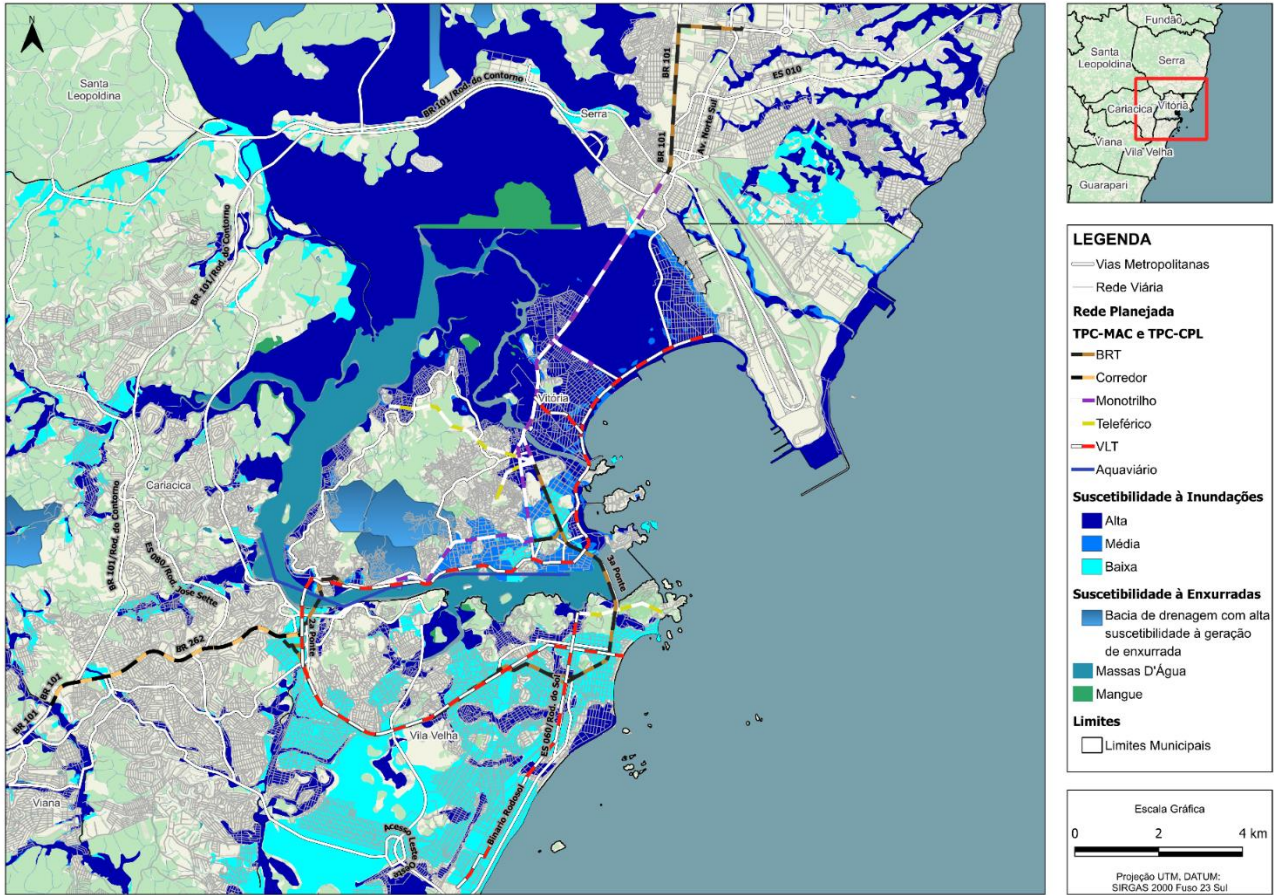 N
Santa
Leopoldina
BR 101/Rod. do Contorno
BR 101
ES 010
Serra
BR 101
Av. Norte Sul
BR 101/Rod. do Contorno
Vitória
Cariacica
BR 101/Rod. do Contorno
ES 080/Rod. José Sette
3a Ponte
2a Ponte
BR 262
BR 101
BR 101
ES 060/Rod. do Sol
Vila Velha
Viana
Acesso Leste
Oeste
Binario Rodosol
Fundão
Santa
Leopoldina
Serra
Cariacica
Vitória
Viana
Vila Velha
Guarapari
LEGENDA
Vias Metropolitanas
Rede Viária
Rede Planejada
TPC-MAC e TPC-CPL
BRT
Corredor
Monotrilho
Teleférico
VLT
Aquaviário
Suscetibilidade à Inundações
Alta
Média
Baixa
Suscetibilidade à Enxurradas
Bacia de drenagem com alta
suscetibilidade à geração
de enxurrada
Massas D'Água
Mangue
Limites
Limites Municipais
Escala Gráfica
0 2 4 km
Projeção UTM, DATUM:
SIRGAS 2000 Fuso 23 Sul